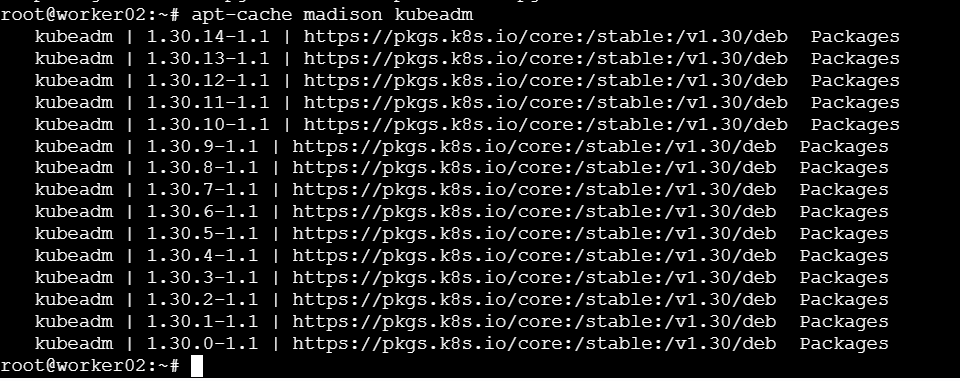 root@worker02:~# apt-cache madison kubeadm
kubeadm | 1.30.14-1.1 | https://pkgs.k8s.io/core:/stable:/v1.30/deb  Packages
kubeadm | 1.30.13-1.1 | https://pkgs.k8s.io/core:/stable:/v1.30/deb  Packages
kubeadm | 1.30.12-1.1 | https://pkgs.k8s.io/core:/stable:/v1.30/deb  Packages
kubeadm | 1.30.11-1.1 | https://pkgs.k8s.io/core:/stable:/v1.30/deb  Packages
kubeadm | 1.30.10-1.1 | https://pkgs.k8s.io/core:/stable:/v1.30/deb  Packages
kubeadm | 1.30.9-1.1 | https://pkgs.k8s.io/core:/stable:/v1.30/deb  Packages
kubeadm | 1.30.8-1.1 | https://pkgs.k8s.io/core:/stable:/v1.30/deb  Packages
kubeadm | 1.30.7-1.1 | https://pkgs.k8s.io/core:/stable:/v1.30/deb  Packages
kubeadm | 1.30.6-1.1 | https://pkgs.k8s.io/core:/stable:/v1.30/deb  Packages
kubeadm | 1.30.5-1.1 | https://pkgs.k8s.io/core:/stable:/v1.30/deb  Packages
kubeadm | 1.30.4-1.1 | https://pkgs.k8s.io/core:/stable:/v1.30/deb  Packages
kubeadm | 1.30.3-1.1 | https://pkgs.k8s.io/core:/stable:/v1.30/deb  Packages
kubeadm | 1.30.2-1.1 | https://pkgs.k8s.io/core:/stable:/v1.30/deb  Packages
kubeadm | 1.30.1-1.1 | https://pkgs.k8s.io/core:/stable:/v1.30/deb  Packages
kubeadm | 1.30.0-1.1 | https://pkgs.k8s.io/core:/stable:/v1.30/deb  Packages
root@worker02:~#